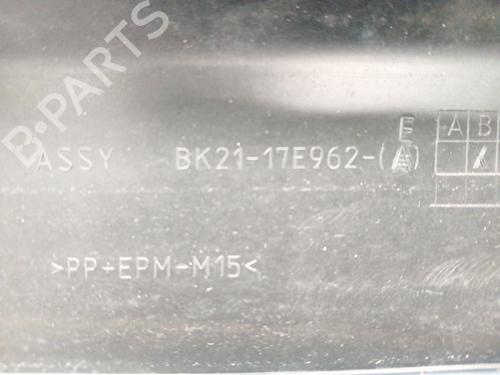 B-PARTS
E
A B
ASSY BK21-17E962-(A)
>PP+EPM-M15<